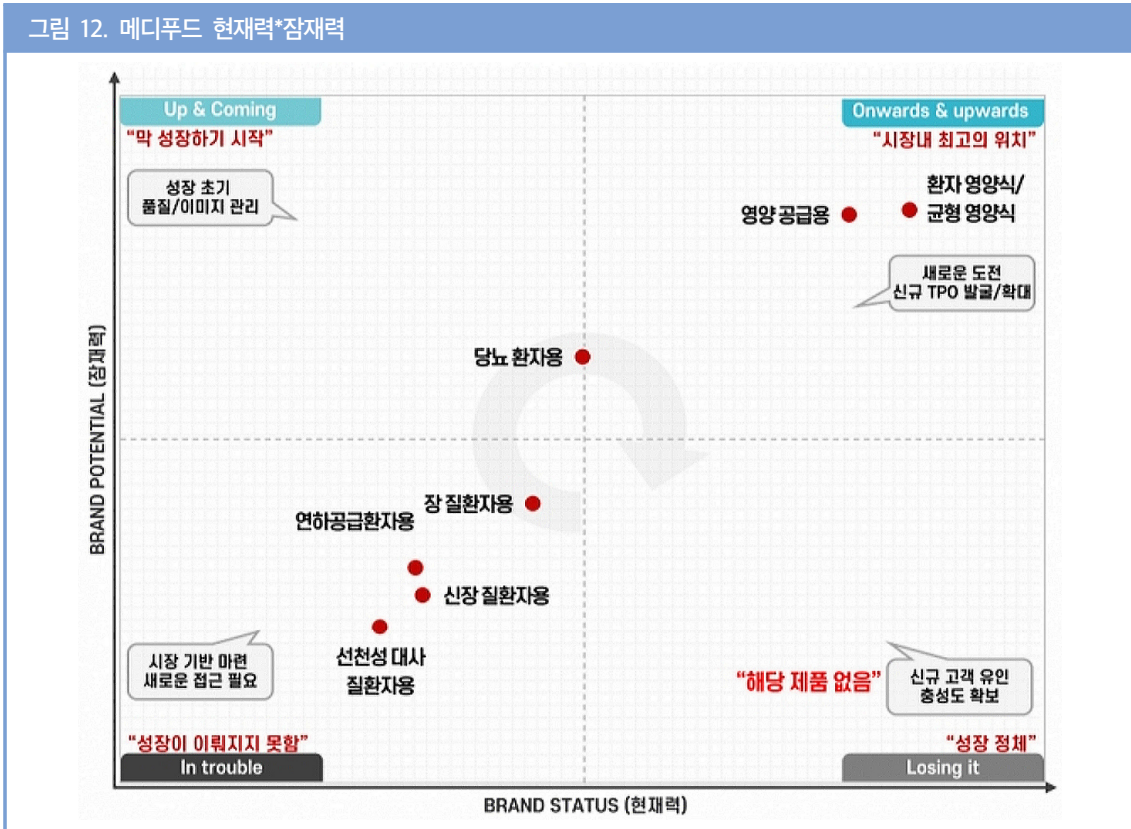 그림 12. 메디푸드 현재력*잠재력
Up & Coming
“막 성장하기 시작”
성장 초기
품질/이미지 관리
Onwards & upwards
“시장내 최고의 위치”
환자 영양식/
균형 영양식
영양 공급용
새로운 도전
신규 TPO 발굴/확대
당뇨 환자용
BRAND POTENTIAL (잠재력)
장 질환자용
연하공급환자용
신장 질환자용
선천성 대사
질환자용
시장 기반 마련
새로운 접근 필요
“해당 제품 없음”
신규 고객 유인
충성도 확보
“성장이 이뤄지지 못함”
In trouble
“성장 정체”
Losing it
BRAND STATUS (현재력)